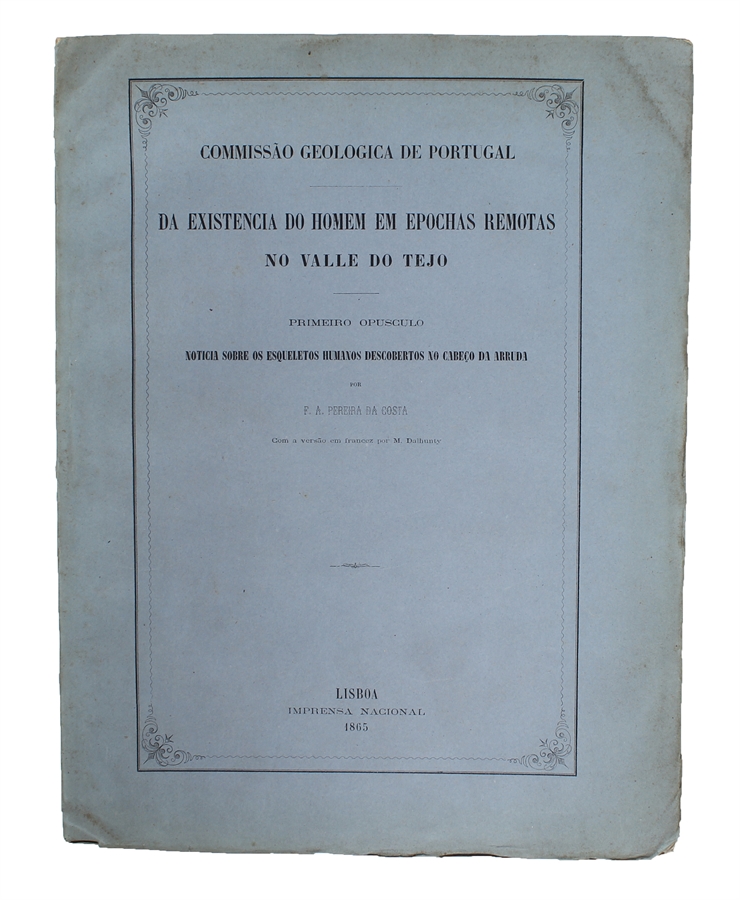 COMMISSÃO GEOLOGICA DE PORTUGAL
DA EXISTENCIA DO HOMEM EM EPOCHAS REMOTAS
NO VALLE DO TEJO
PRIMEIRO OPUSCULO
NOTICIA SOBRE OS ESQUELETOS HUMANOS DESCOBERTOS NO CABEÇO DA ARRUDA
POR
F. A. PEREIRA DA COSTA
Com a versão em francez por M. Dalhunty
LISBOA
IMPRENSA NACIONAL
1865